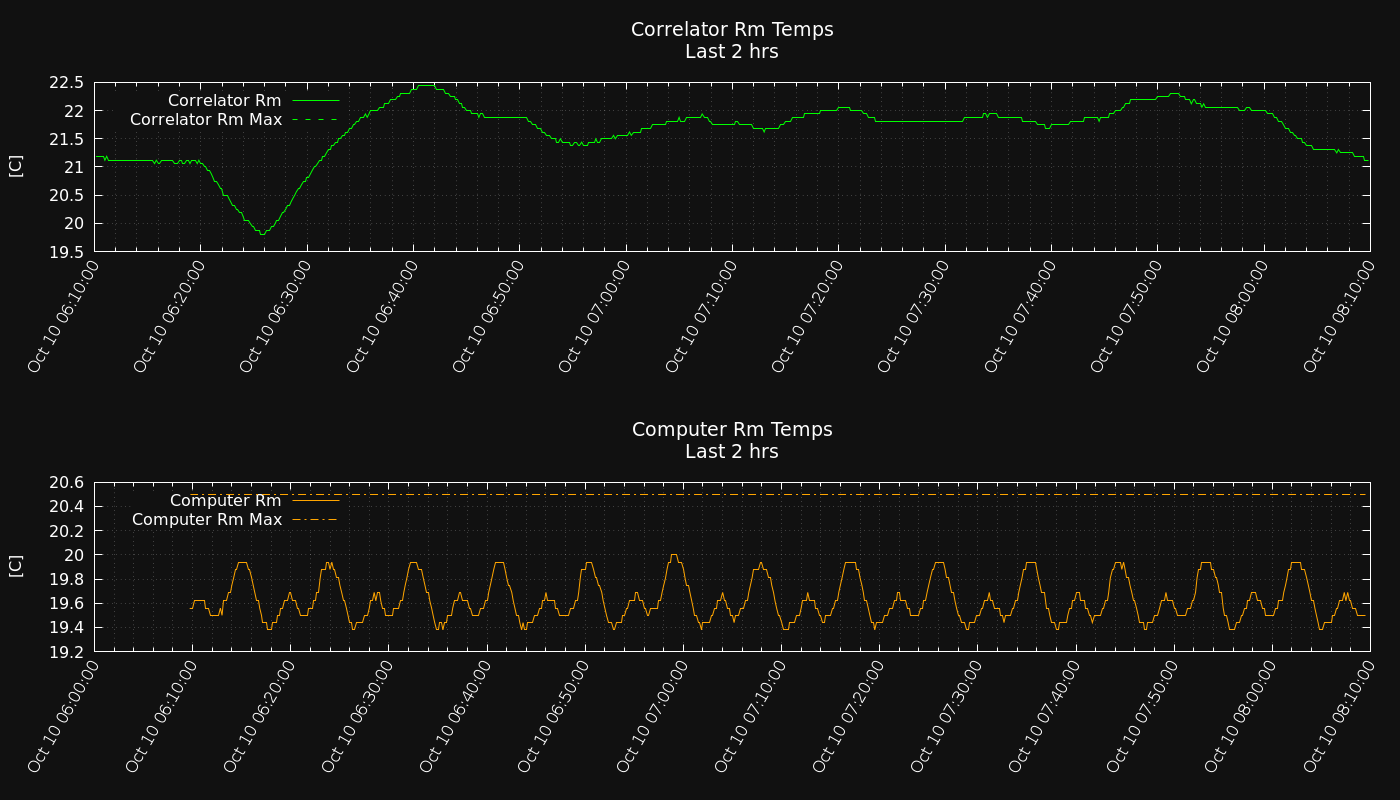 Correlator Rm Temps
Last 2 hrs
22.5
22
21.5
21
20.5
20
19.5
[C]
Correlator Rm
Correlator Rm Max
Oct 10 06:10:00
Oct 10 06:20:00
Oct 10 06:30:00
Oct 10 06:40:00
Oct 10 06:50:00
Oct 10 07:00:00
Oct 10 07:10:00
Oct 10 07:20:00
Oct 10 07:30:00
Oct 10 07:40:00
Oct 10 07:50:00
Oct 10 08:00:00
Oct 10 08:10:00
Computer Rm Temps
Last 2 hrs
20.6
20.4
20.2
20
19.8
19.6
19.4
19.2
[C]
Computer Rm
Computer Rm Max
Oct 10 06:00:00
Oct 10 06:10:00
Oct 10 06:20:00
Oct 10 06:30:00
Oct 10 06:40:00
Oct 10 06:50:00
Oct 10 07:00:00
Oct 10 07:10:00
Oct 10 07:20:00
Oct 10 07:30:00
Oct 10 07:40:00
Oct 10 07:50:00
Oct 10 08:00:00
Oct 10 08:10:00